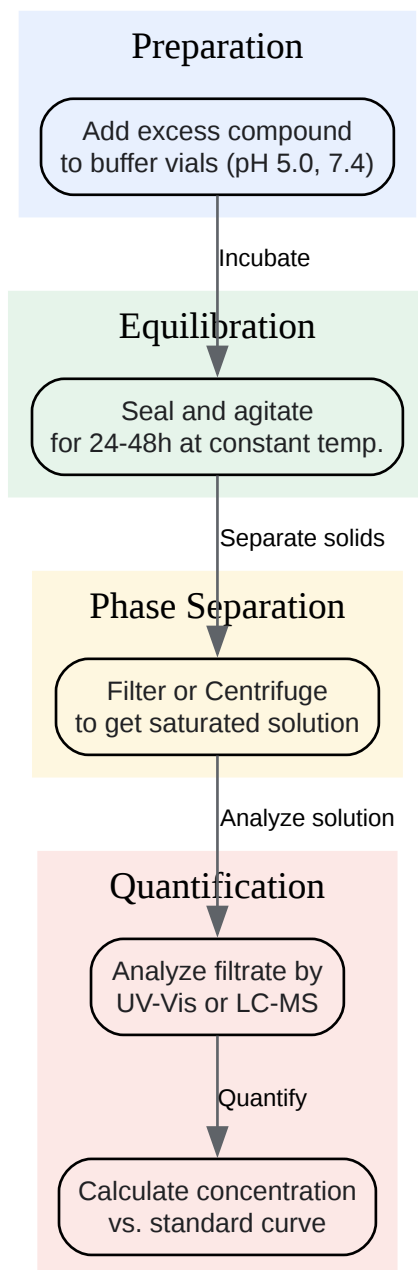 Preparation
Add excess compound
to buffer vials (pH 5.0, 7.4)
Incubate
Equilibration
Seal and agitate
for 24-48h at constant temp.
Separate solids
Phase Separation
Filter or Centrifuge
to get saturated solution
Analyze solution
Quantification
Analyze filtrate by
UV-Vis or LC-MS
Quantify
Calculate concentration
vs. standard curve